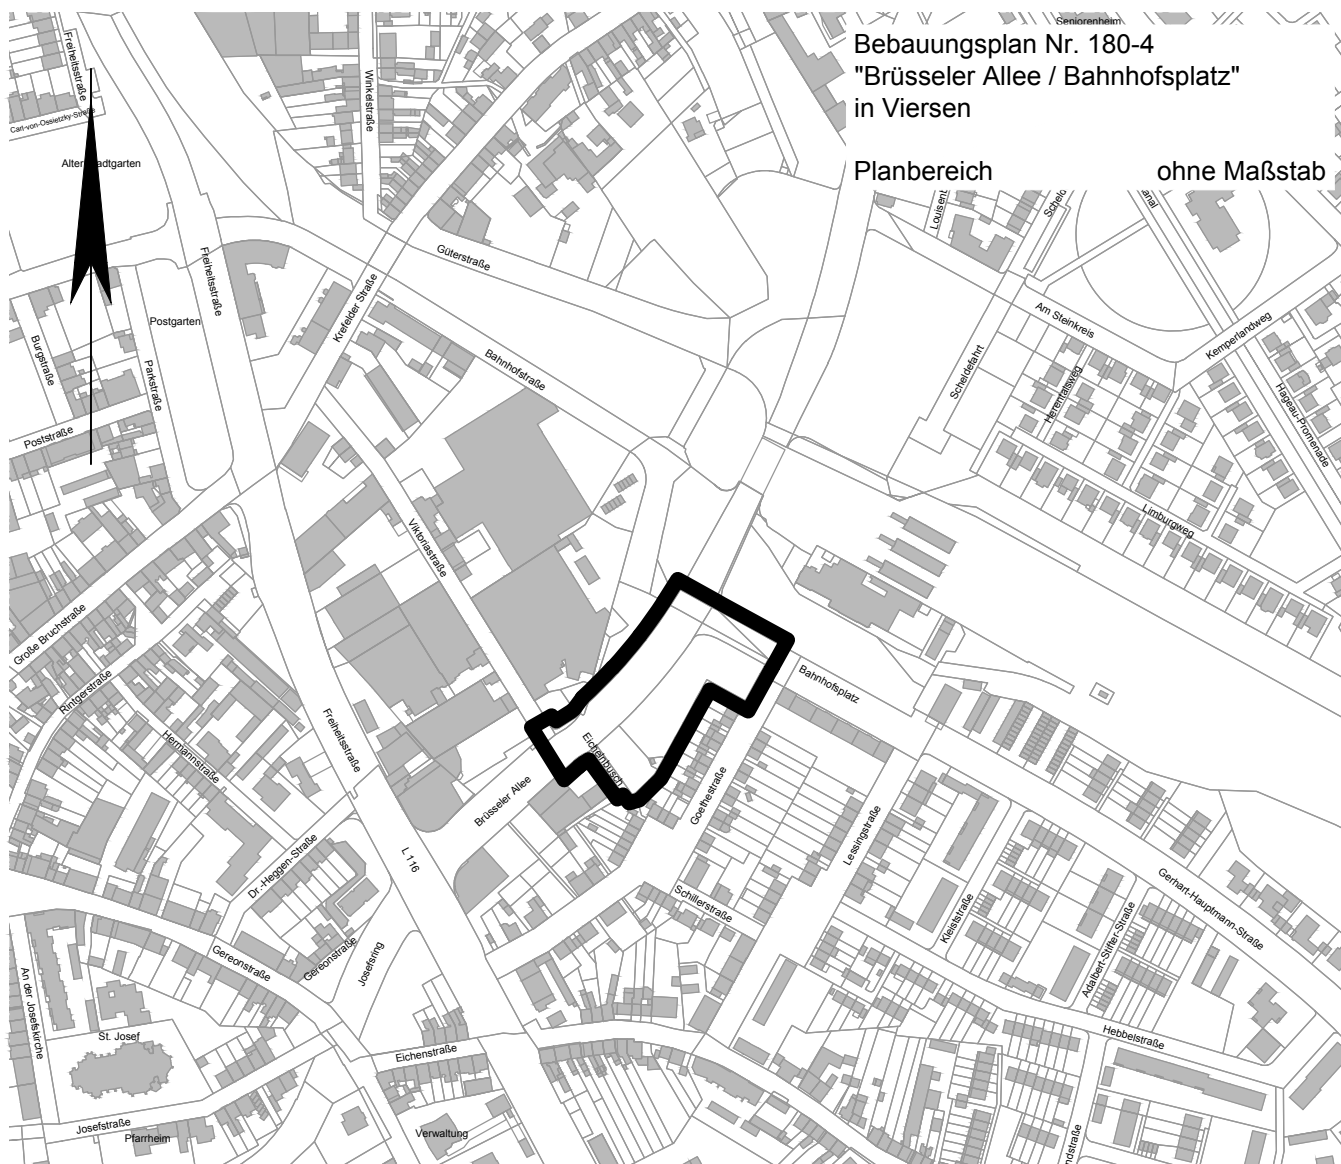 Seniorenheim
Bebauungsplan Nr. 180-4
"Brüsseler Allee / Bahnhofsplatz"
in Viersen
Planbereich
ohne Maßstab
Freiheitsstraße
Carl-von-Ossietzky-Straße
Winkelstraße
Güterstraße
Freiheitsstraße
Krefelder Straße
Postgarten
Burgstraße
Parkstraße
Poststraße
Bahnhofstraße
Am Steinkreis
Kemperlandweg
Scheldefahrt
Herentalsweg
Hageau-Promenade
Limburgweg
Viktoriastraße
Große Bruchstraße
Rintgerstraße
Hermannstraße
Freiheitsstraße
Bahnhofsplatz
Eichelnbusch
Brüsseler Allee
Goethestraße
Lessingstraße
L 116
Dr.-Heggen-Straße
Schillerstraße
Gerhart-Hauptmann-Straße
Kleiststraße
Adalbert-Stifter-Straße
Gereonstraße
Gereonstraße
Josefsring
An der Josefskirche
St. Josef
Eichenstraße
Hebbelstraße
Josefstraße
Pfarrheim
Verwaltung